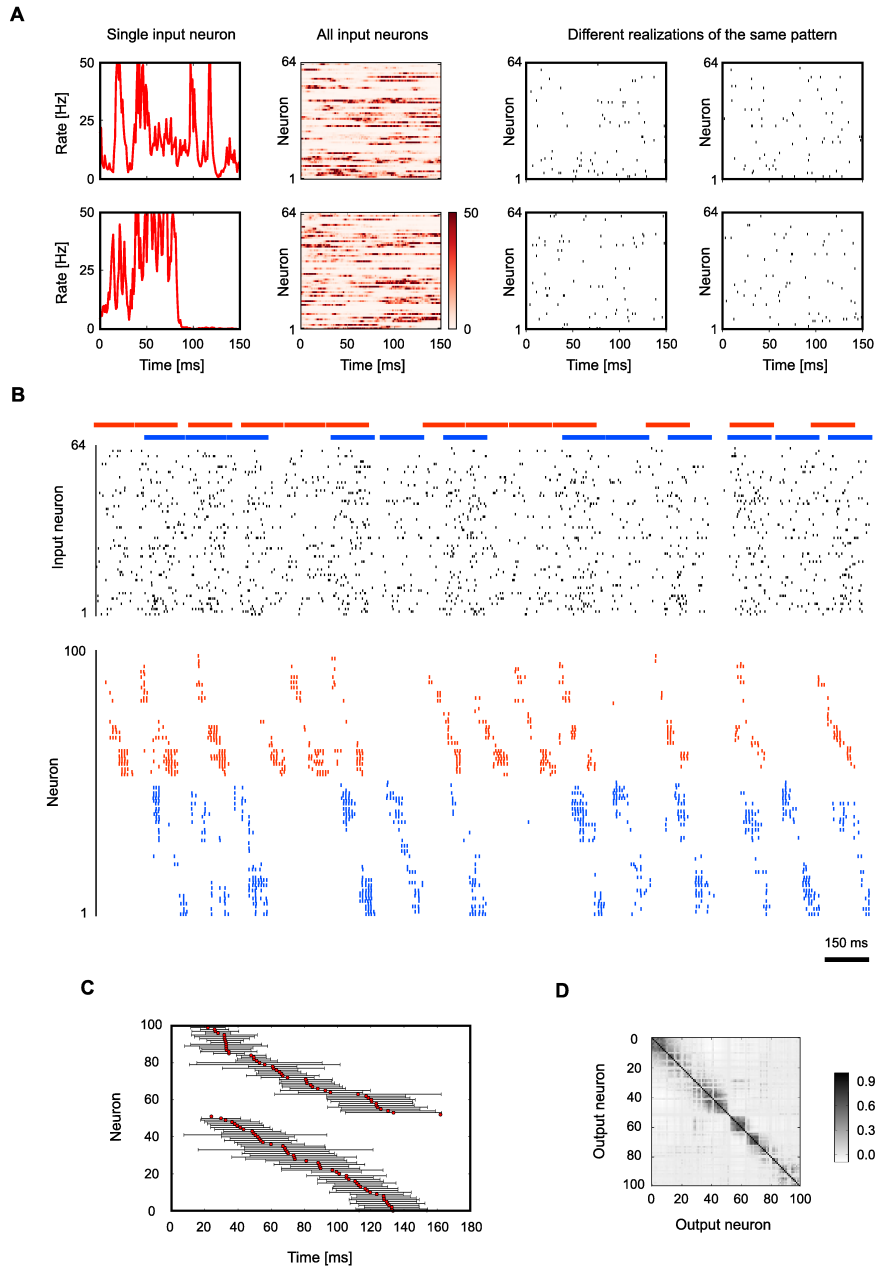 A
Single input neuron
All input neurons
Different realizations of the same pattern
50
25
0
Rate [Hz]
64
1
Neuron
64
1
Neuron
64
1
Neuron
50
25
0
Rate [Hz]
0 50 100 150
Time [ms]
64
1
Neuron
0 50 100 150
Time [ms]
50
0
64
1
Neuron
0 50 100 150
Time [ms]
64
1
Neuron
0 50 100 150
Time [ms]
B
64
Input neuron
1
100
Neuron
1
150 ms
C
100
80
60
40
20
0
Neuron
0 20 40 60 80 100 120 140 160 180
Time [ms]
D
0
20
40
60
80
100
Output neuron
0 20 40 60 80 100
Output neuron
0.9
0.6
0.3
0.0